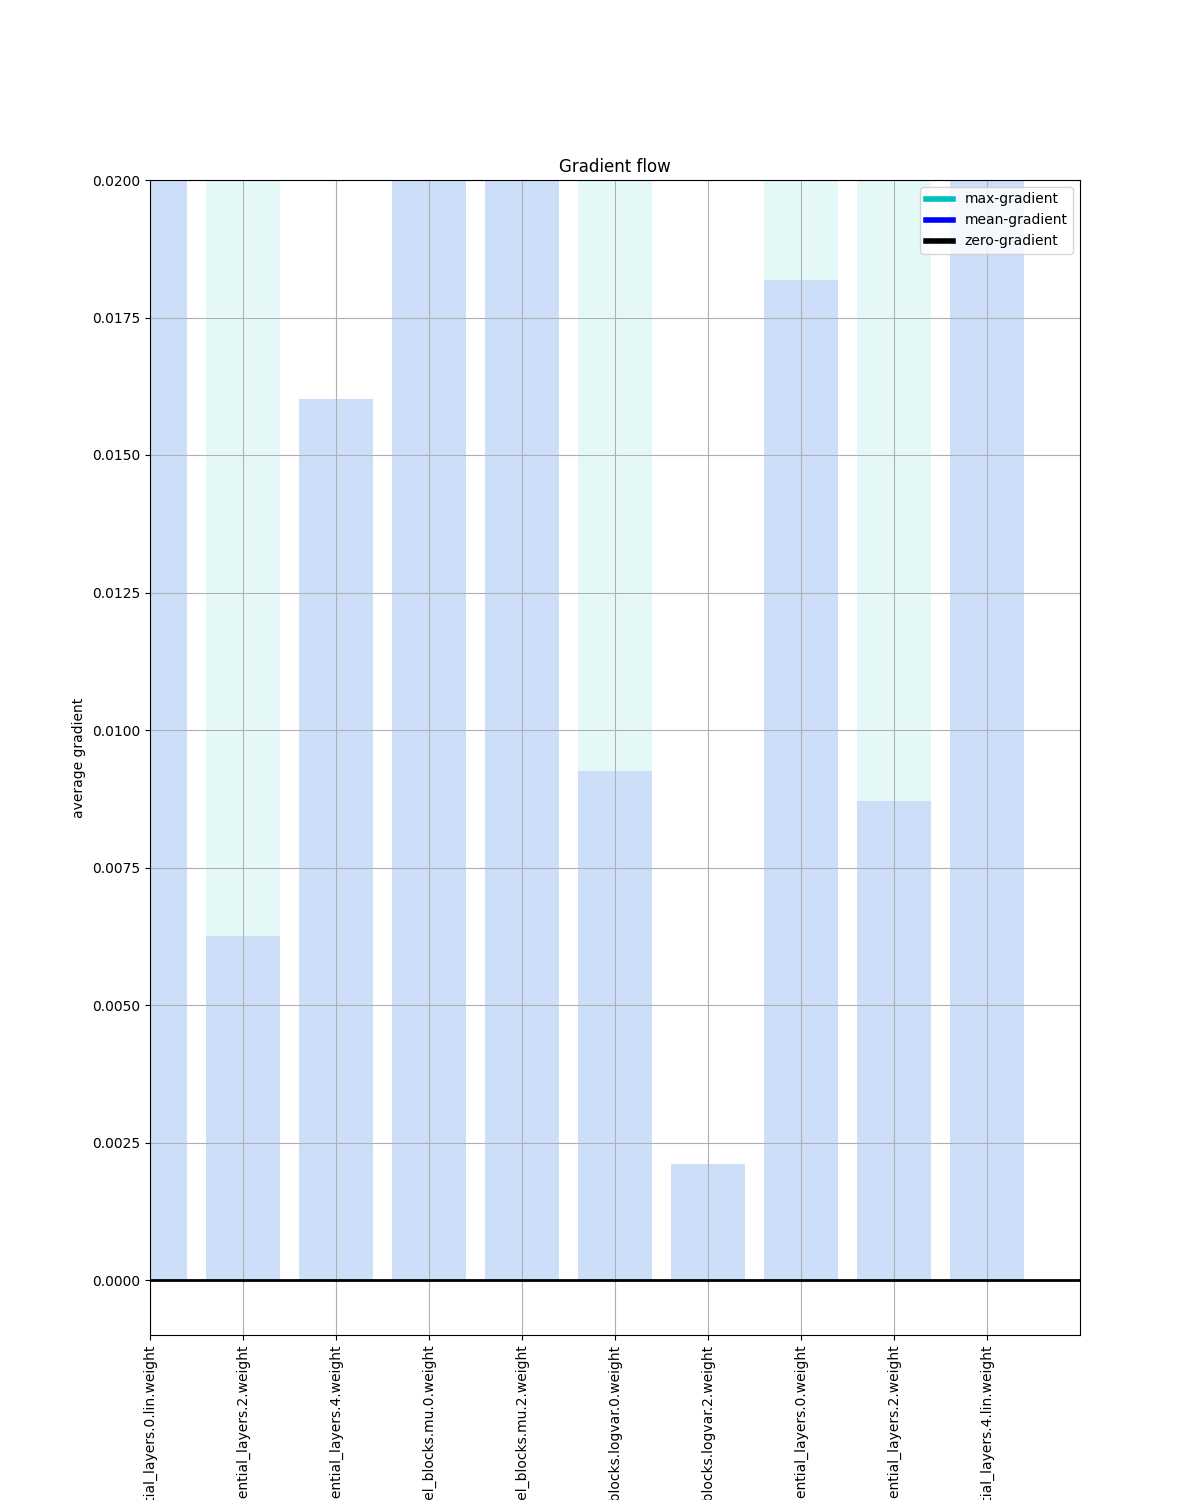 Gradient flow
max-gradient
mean-gradient
zero-gradient
0.0200
0.0175
0.0150
0.0125
0.0100
0.0075
0.0050
0.0025
0.0000
average gradient
tial_layers.0.lin.weight
ential_layers.2.weight
ential_layers.4.weight
el_blocks.mu.0.weight
el_blocks.mu.2.weight
blocks.logvar.0.weight
blocks.logvar.2.weight
ential_layers.0.weight
ential_layers.2.weight
tial_layers.4.lin.weight